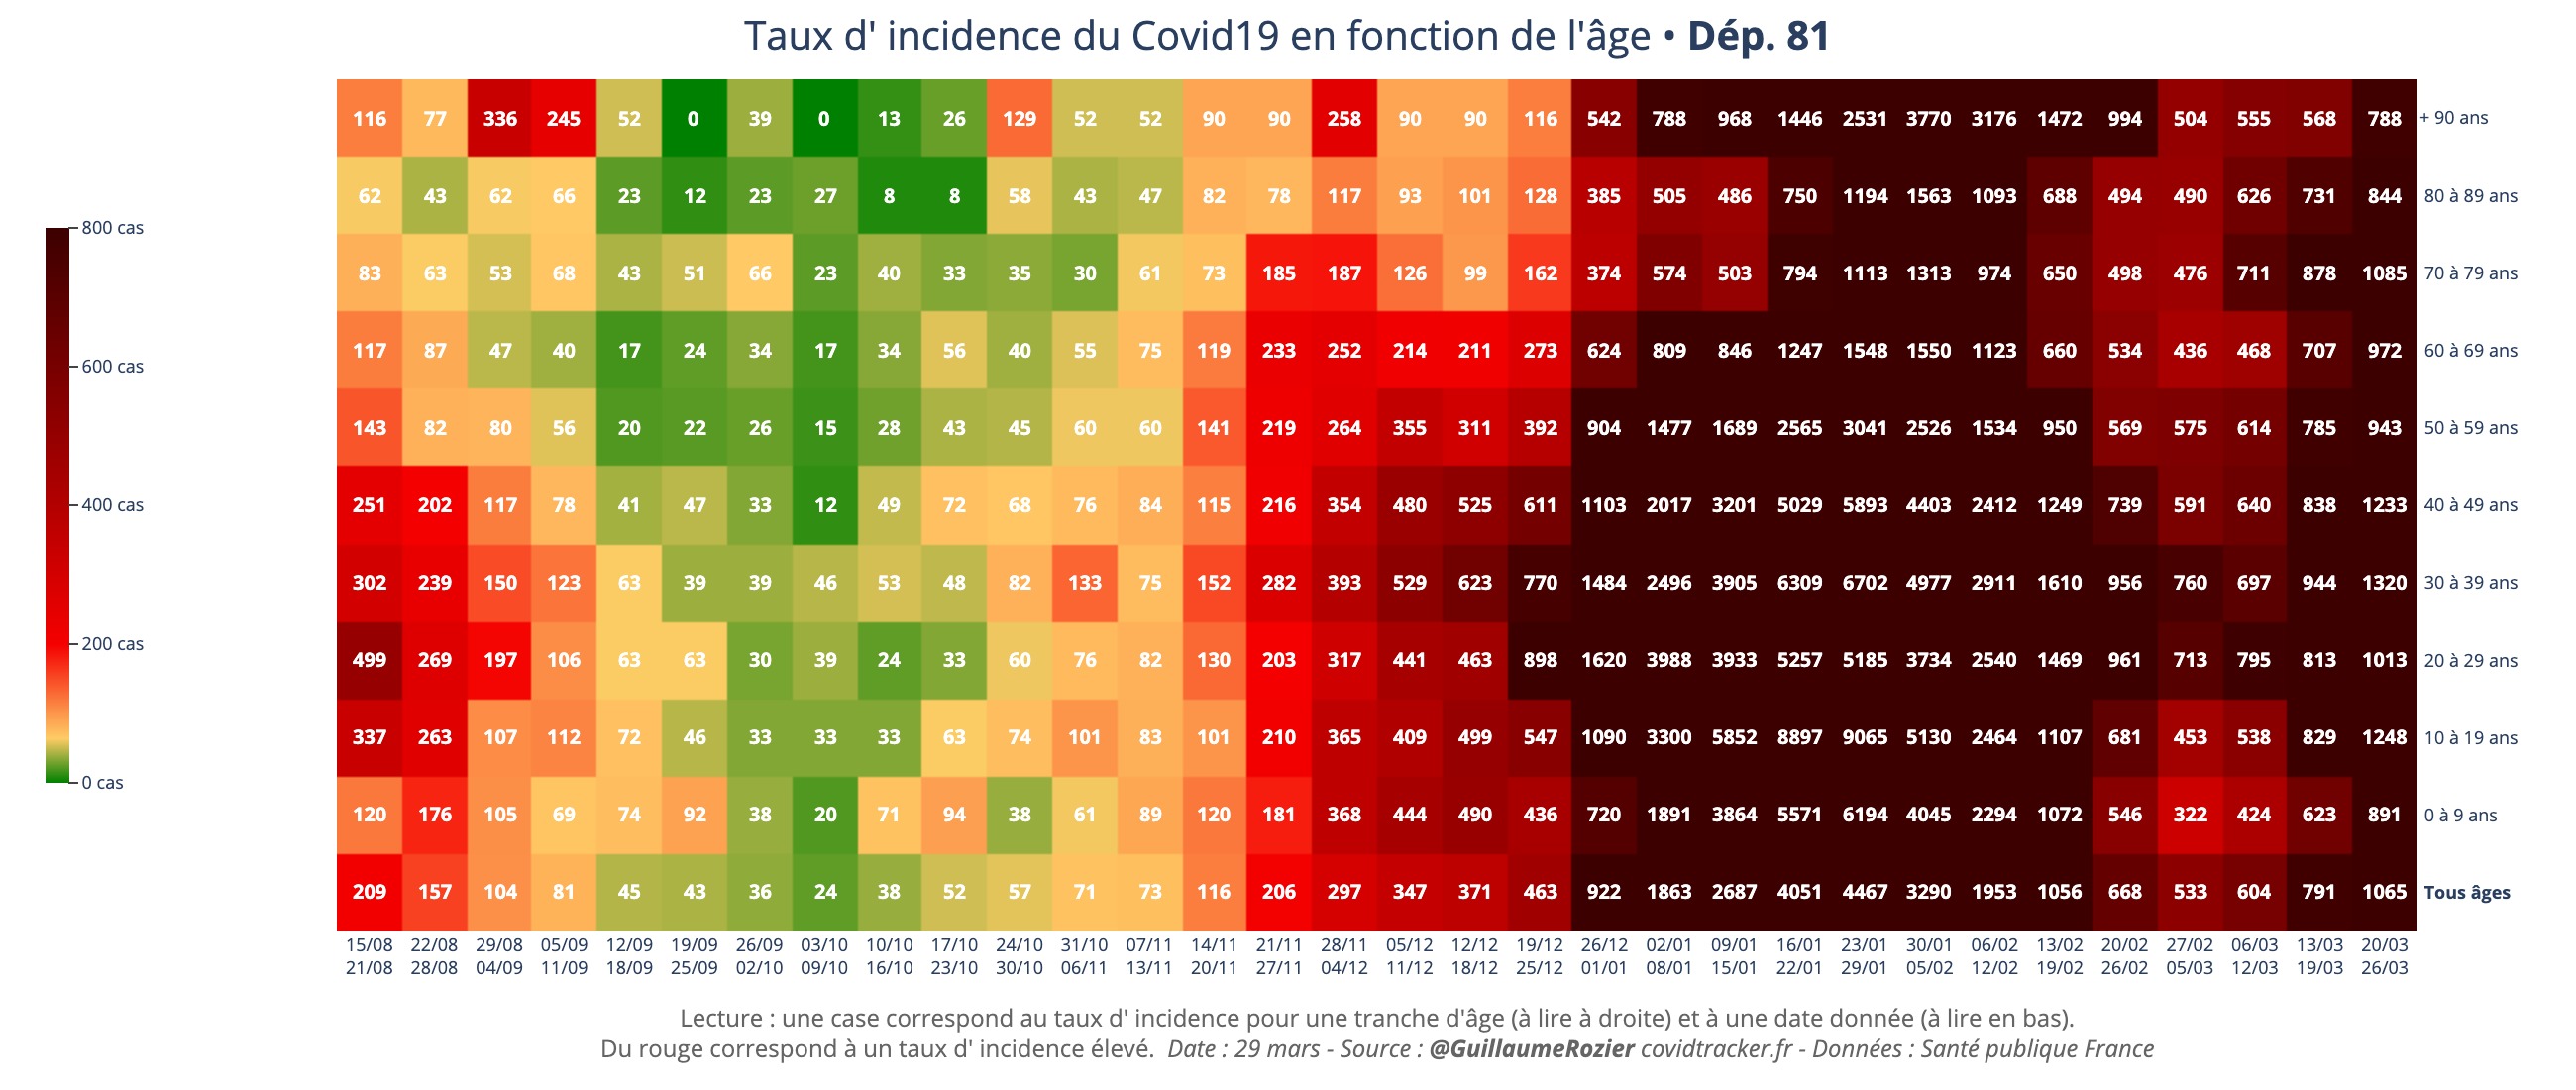 Taux d' incidence du Covid19 en fonction de l'âge • Dép. 81
116 77 336 245 52 0 39 0 13 26 129 52 52 90 90 258 90 90 116 542 788 968 1446 2531 3770 3176 1472 994 504 555 568 788 + 90 ans
62 43 62 66 23 12 23 27 8 8 58 43 47 82 78 117 93 101 128 385 505 486 750 1194 1563 1093 688 494 490 626 731 844 80 à 89 ans
800 cas
83 63 53 68 43 51 66 23 40 33 35 30 61 73 185 187 126 99 162 374 574 503 794 1113 1313 974 650 498 476 711 878 1085 70 à 79 ans
117 87 47 40 17 24 34 17 34 56 40 55 75 119 233 252 214 211 273 624 809 846 1247 1548 1550 1123 660 534 436 468 707 972 60 à 69 ans
600 cas
143 82 80 56 20 22 26 15 28 43 45 60 60 141 219 264 355 311 392 904 1477 1689 2565 3041 2526 1534 950 569 575 614 785 943 50 à 59 ans
400 cas
251 202 117 78 41 47 33 12 49 72 68 76 84 115 216 354 480 525 611 1103 2017 3201 5029 5893 4403 2412 1249 739 591 640 838 1233 40 à 49 ans
302 239 150 123 63 39 39 46 53 48 82 133 75 152 282 393 529 623 770 1484 2496 3905 6309 6702 4977 2911 1610 956 760 697 944 1320 30 à 39 ans
200 cas
499 269 197 106 63 63 30 39 24 33 60 76 82 130 203 317 441 463 898 1620 3988 3933 5257 5185 3734 2540 1469 961 713 795 813 1013 20 à 29 ans
337 263 107 112 72 46 33 33 33 63 74 101 83 101 210 365 409 499 547 1090 3300 5852 8897 9065 5130 2464 1107 681 453 538 829 1248 10 à 19 ans
0 cas
120 176 105 69 74 92 38 20 71 94 38 61 89 120 181 368 444 490 436 720 1891 3864 5571 6194 4045 2294 1072 546 322 424 623 891 0 à 9 ans
209 157 104 81 45 43 36 24 38 52 57 71 73 116 206 297 347 371 463 922 1863 2687 4051 4467 3290 1953 1056 668 533 604 791 1065 Tous âges
15/08 22/08 29/08 05/09 12/09 19/09 26/09 03/10 10/10 17/10 24/10 31/10 07/11 14/11 21/11 28/11 05/12 12/12 19/12 26/12 02/01 09/01 16/01 23/01 30/01 06/02 13/02 20/02 27/02 06/03 13/03 20/03
21/08 28/08 04/09 11/09 18/09 25/09 02/10 09/10 16/10 23/10 30/10 06/11 13/11 20/11 27/11 04/12 11/12 18/12 25/12 01/01 08/01 15/01 22/01 29/01 05/02 12/02 19/02 26/02 05/03 12/03 19/03 26/03
Lecture : une case correspond au taux d' incidence pour une tranche d'âge (à lire à droite) et à une date donnée (à lire en bas).
Du rouge correspond à un taux d' incidence élevé. Date : 29 mars - Source : @GuillaumeRozier covidtracker.fr - Données : Santé publique France